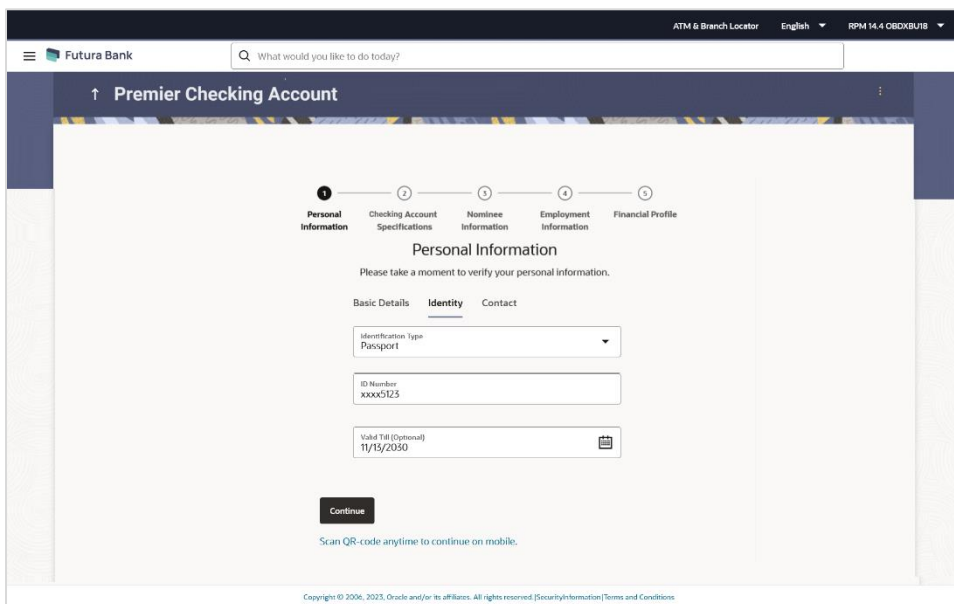 ATM & Branch Locator English RPM 14.4 OBDXBU18
Futura Bank What would you like to do today?
↑ Premier Checking Account
1 2 3 4 5
Personal Checking Account Nominee Employment Financial Profile
Information Specifications Information Information
Personal Information
Please take a moment to verify your personal information.
Basic Details Identity Contact
Identification Type
Passport
ID Number
xxxx5123
Valid Till (Optional)
11/13/2030
Continue
Scan QR-code anytime to continue on mobile.
Copyright © 2006, 2023, Oracle and/or its affiliates. All rights reserved.|SecurityInformation|Terms and Conditions